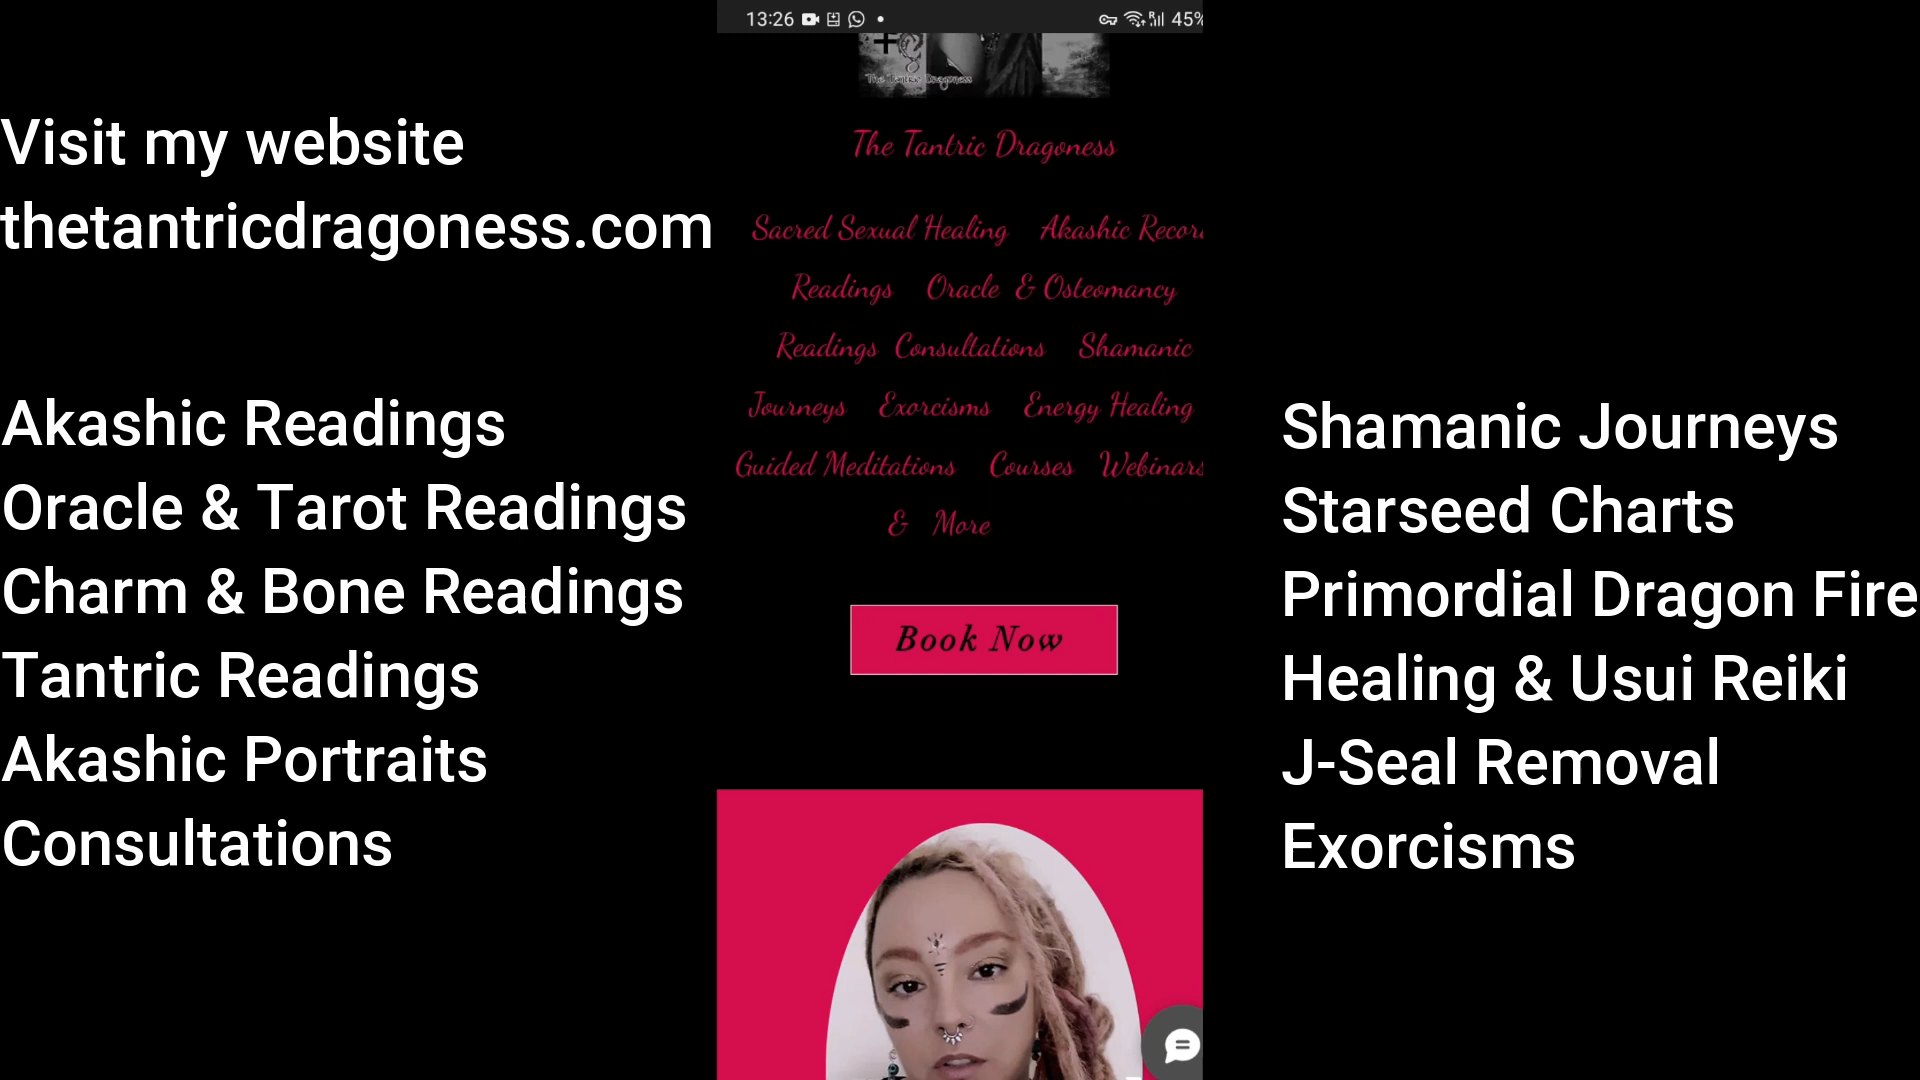 Visit my website
thetantricdragoness.com
Akashic Readings
Oracle & Tarot Readings
Charm & Bone Readings
Tantric Readings
Akashic Portraits
Consultations
13:26
45%
The Tantric Dragoness
The Tantric Dragoness
Sacred Sexual Healing Akashic Recor
Readings Oracle & Osteomancy
Readings Consultations Shamanic
Journeys Exorcisms Energy Healing
Guided Meditations Courses Webinars
& More
Book Now
Shamanic Journeys
Starseed Charts
Primordial Dragon Fire
Healing & Usui Reiki
J-Seal Removal
Exorcisms